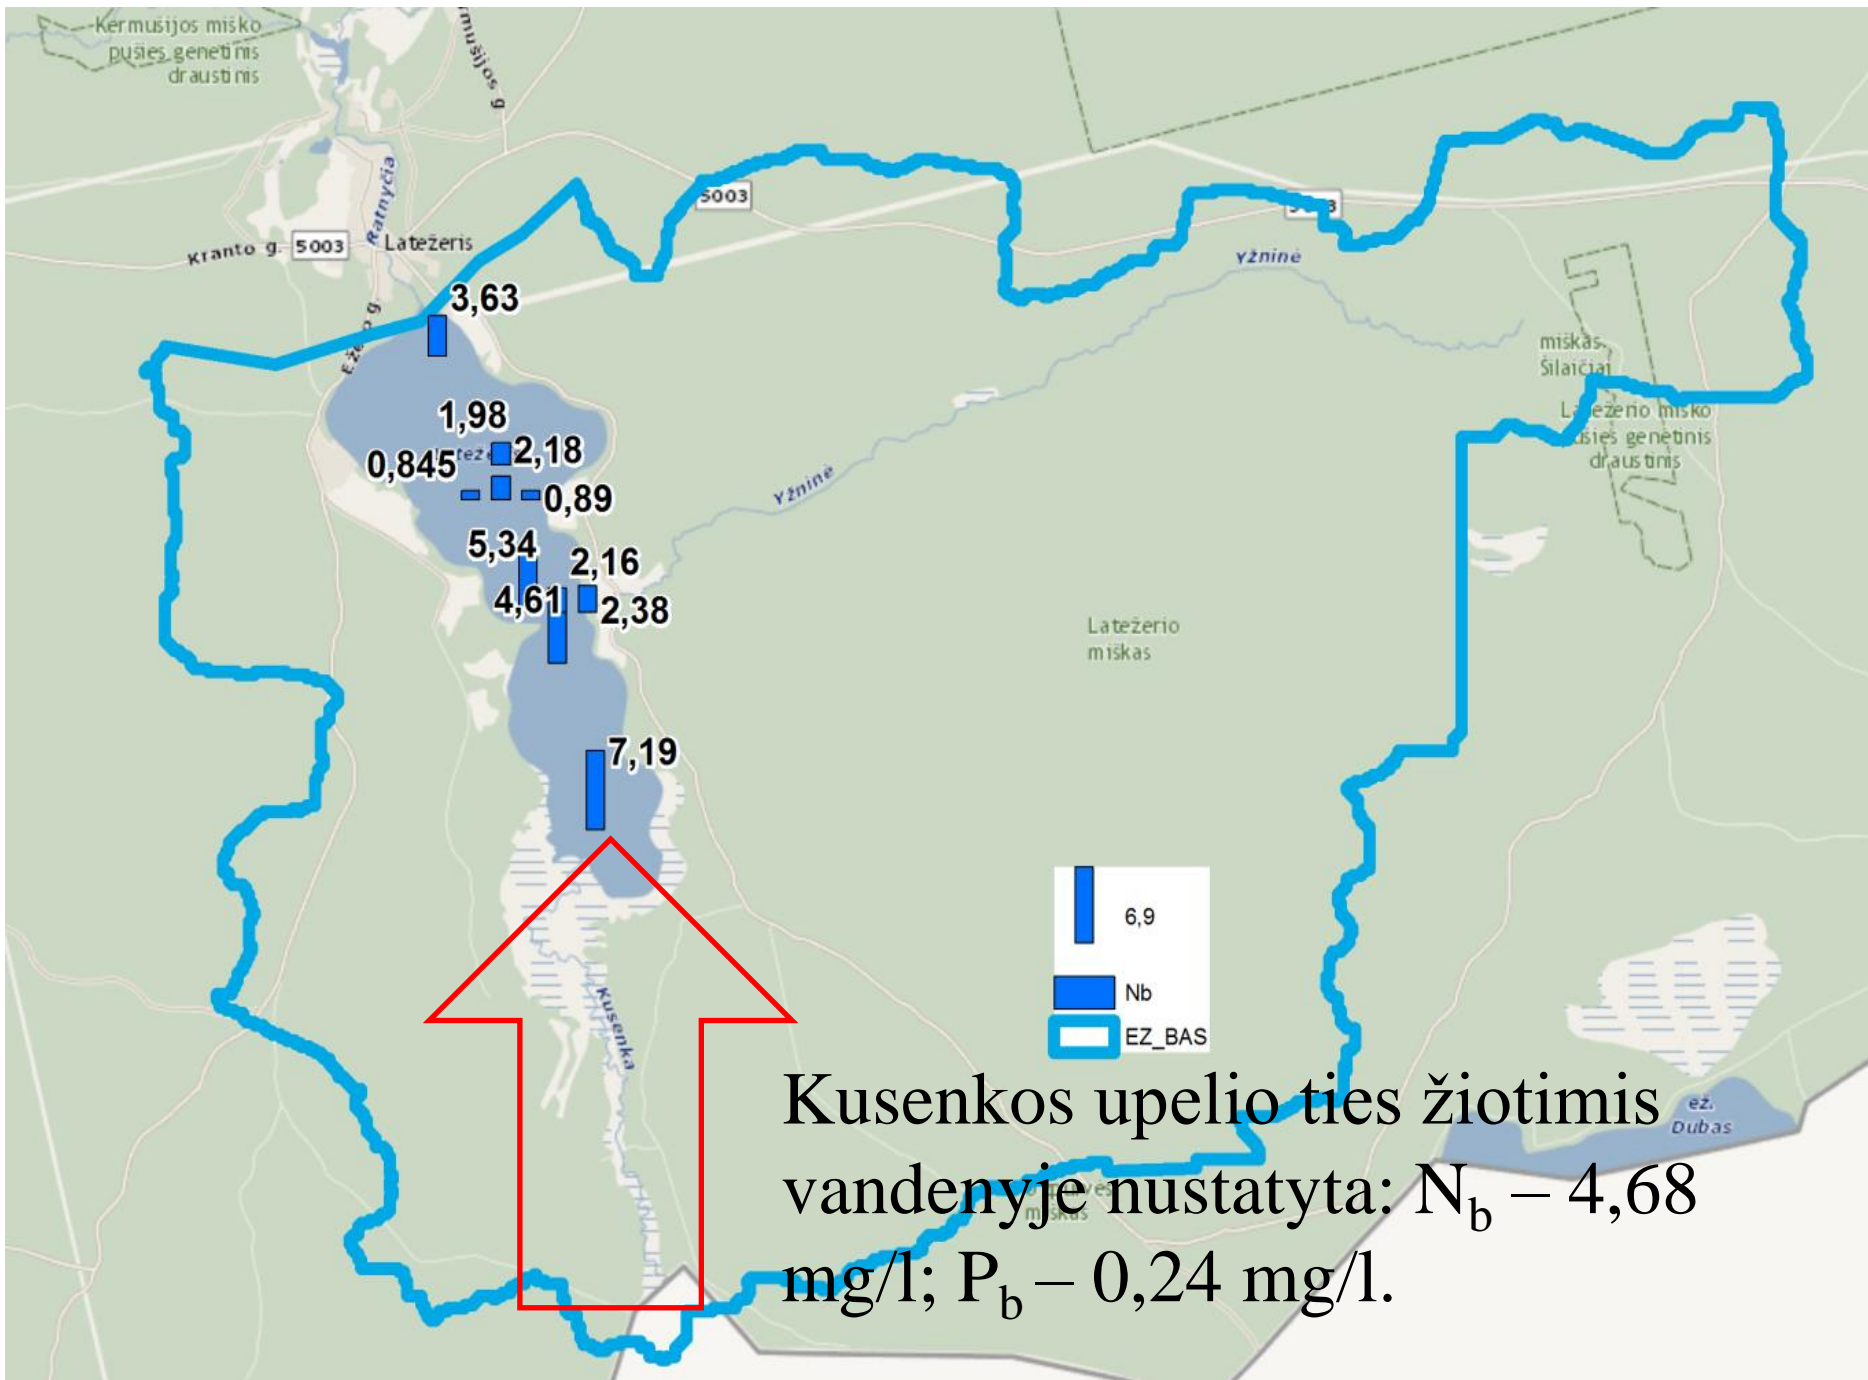 Kermušijos miško
pušies genetinis
draustinis
mušijos g
Ratnyčia
Latežeris
Kranto g.
5003
5003
Yžninė
3,63
miškas
Šilaičiai
1,98
2,18
0,845
0,89
Yžninė
draustinis
5,34
2,16
4,61
2,38
Latežerio
miškas
7,19
6,9
Nb
EZ_BAS
Kusenka
ež.
Dubas
Kusenkos upelio ties žiotimis
vandenyje nustatyta: Nb – 4,68
mg/l; Pb – 0,24 mg/l.